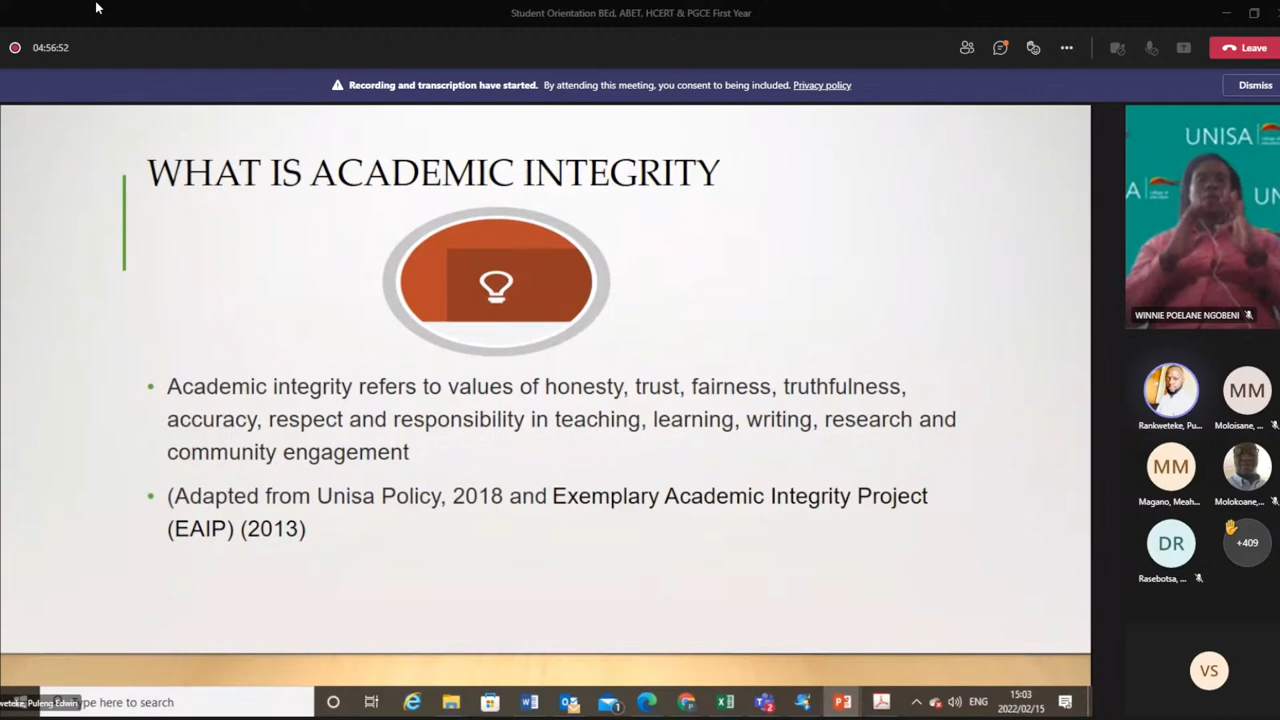 Student Orientation BEd, ABET, HCERT & PGCE First Year
04:56:52
Leave
Recording and transcription have started. By attending this meeting, you consent to being included. Privacy policy
Dismiss
WHAT IS ACADEMIC INTEGRITY
• Academic integrity refers to values of honesty, trust, fairness, truthfulness,
accuracy, respect and responsibility in teaching, learning, writing, research and
community engagement
• (Adapted from Unisa Policy, 2018 and Exemplary Academic Integrity Project
(EAIP) (2013)
UNISA
A
UN
WINNIE POELANE NGOBENI
MM
Rankweteke, Pu...
Moloisane, ...
MM
Magano, Meah...
Molokoane,...
DR
+409
Rasebotsa, ...
VS
weteke, Puleng Edwin
Type here to search
1
ENG
15:03
2022/02/15